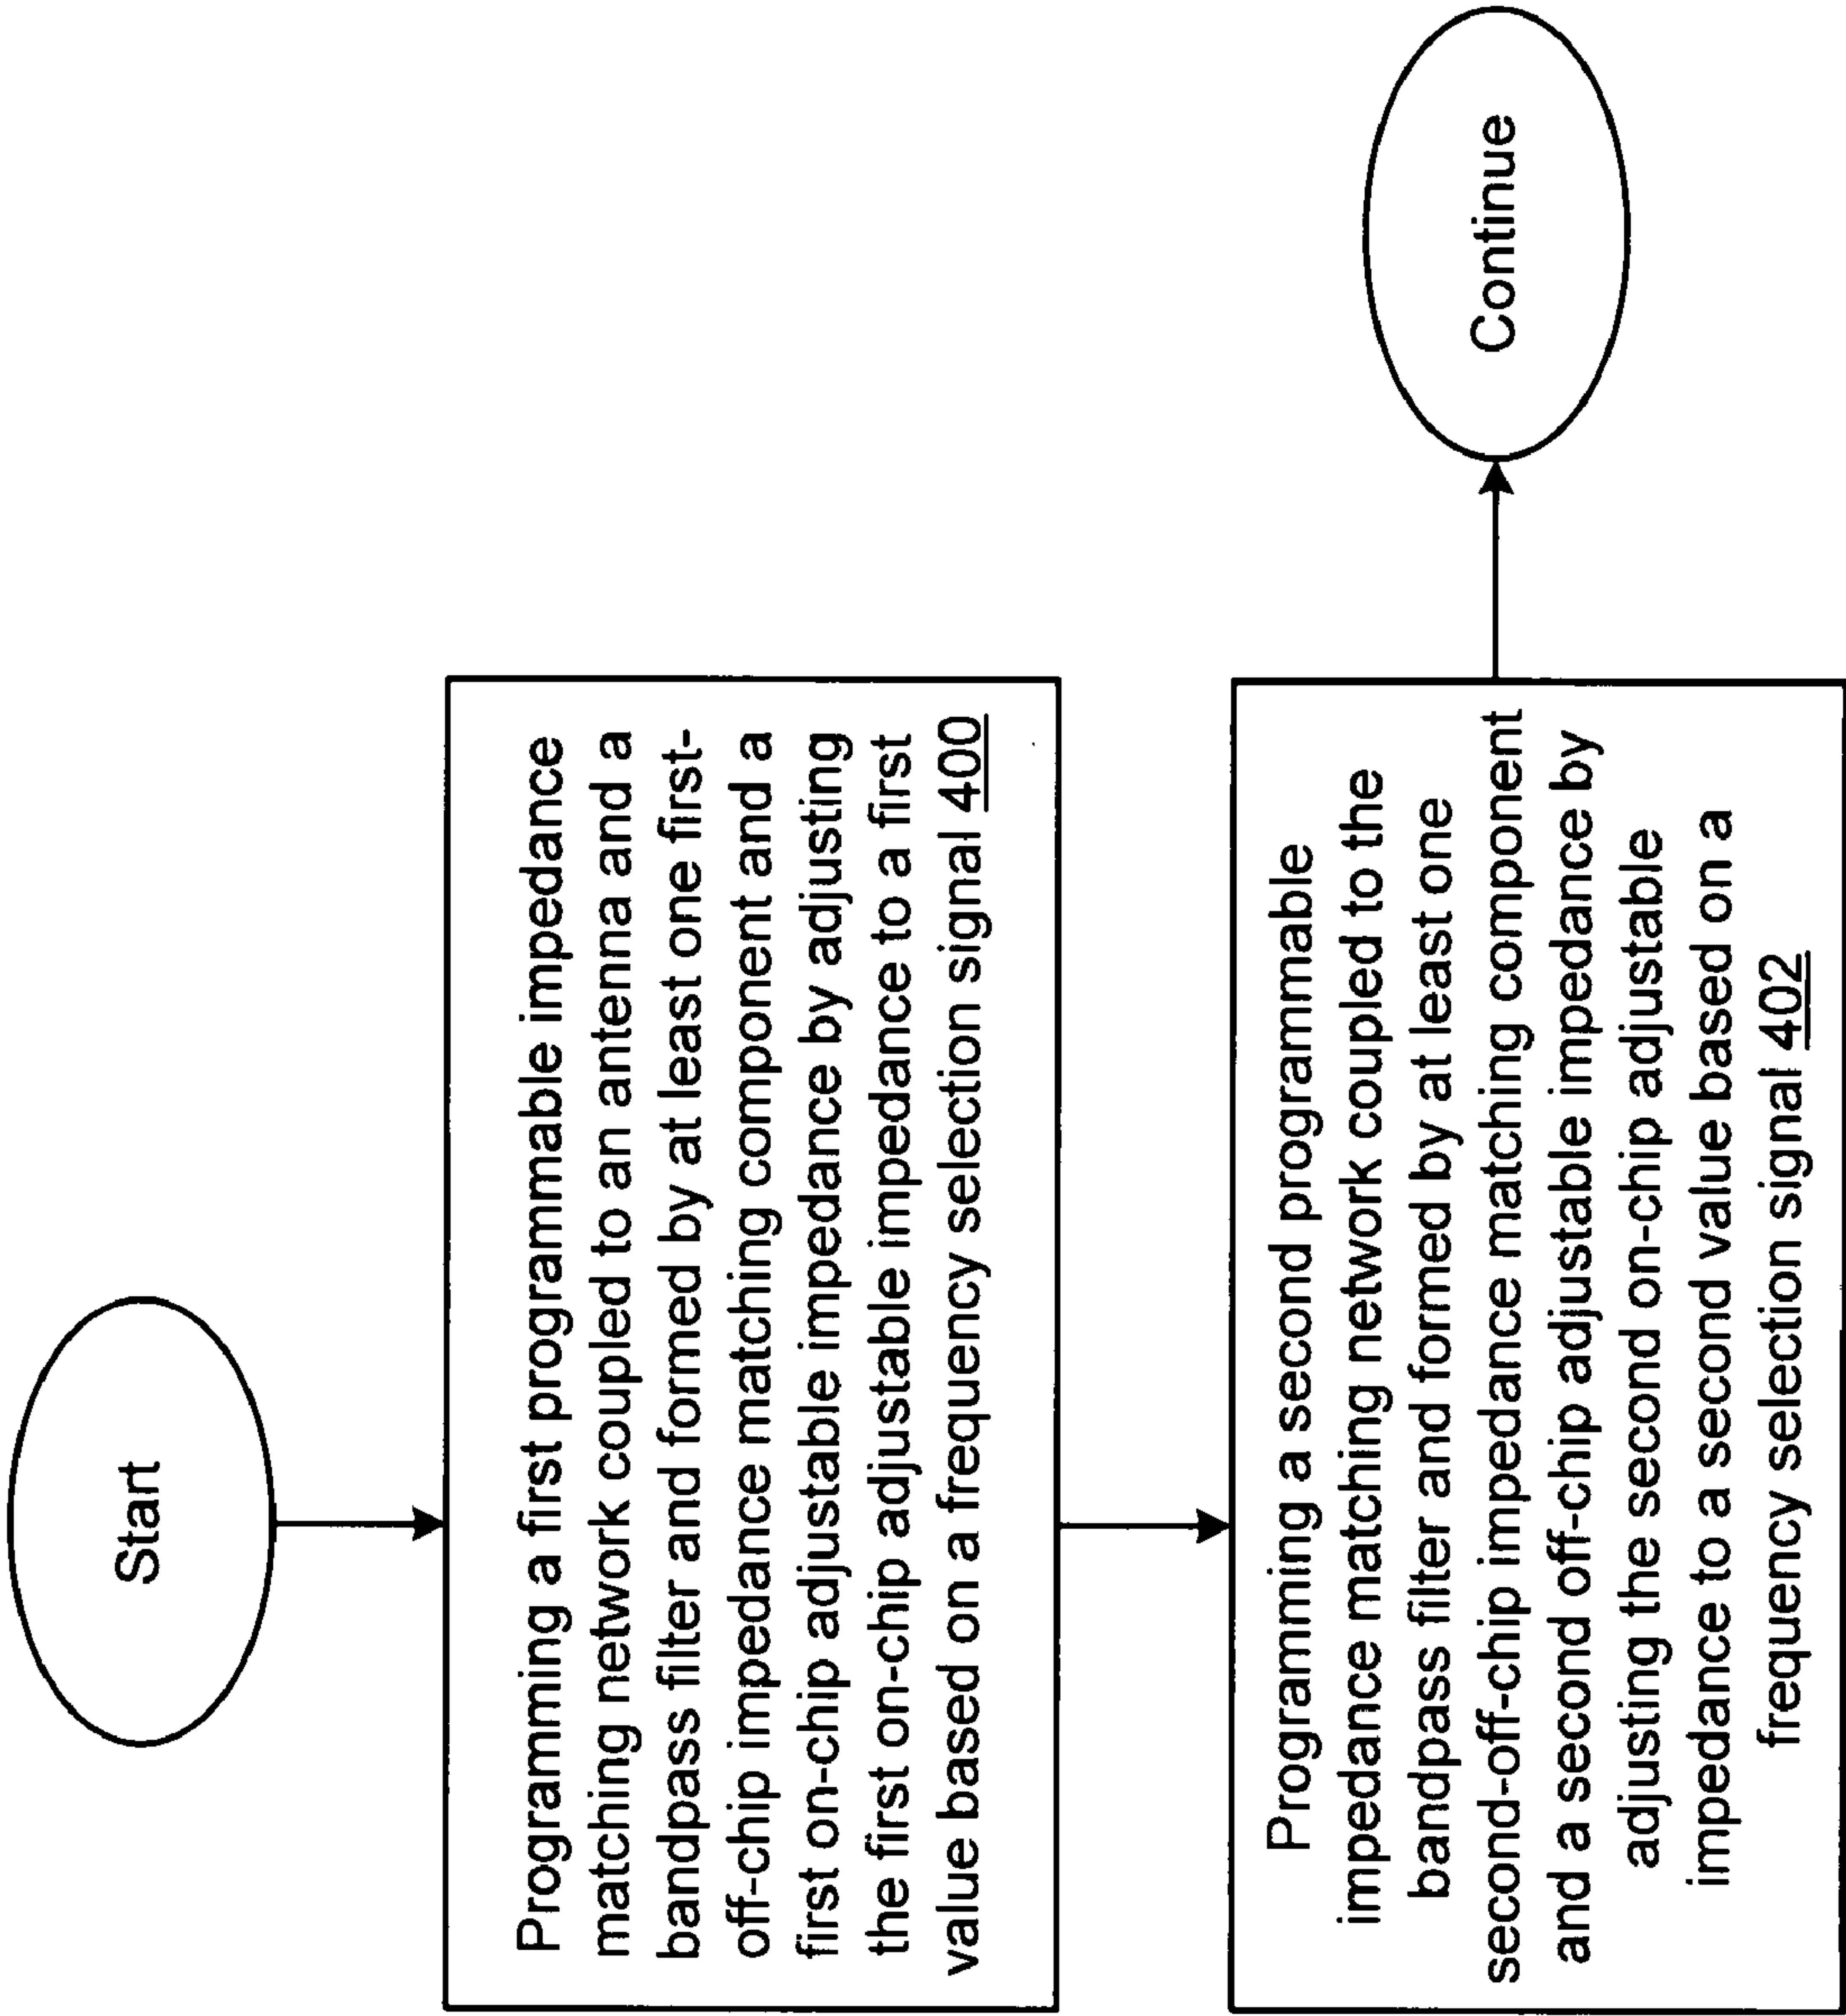 Start
Programming a first programmable impedance
matching network coupled to an antenna and a
bandpass filter and formed by at least one first-
off-chip impedance matching component and a
first on-chip adjustable impedance by adjusting
the first on-chip adjustable impedance to a first
value based on a frequency selection signal 400
Programming a second programmable
impedance matching network coupled to the
bandpass filter and formed by at least one
second-off-chip impedance matching component
and a second off-chip adjustable impedance by
adjusting the second on-chip adjustable
impedance to a second value based on a
frequency selection signal 402
Continue